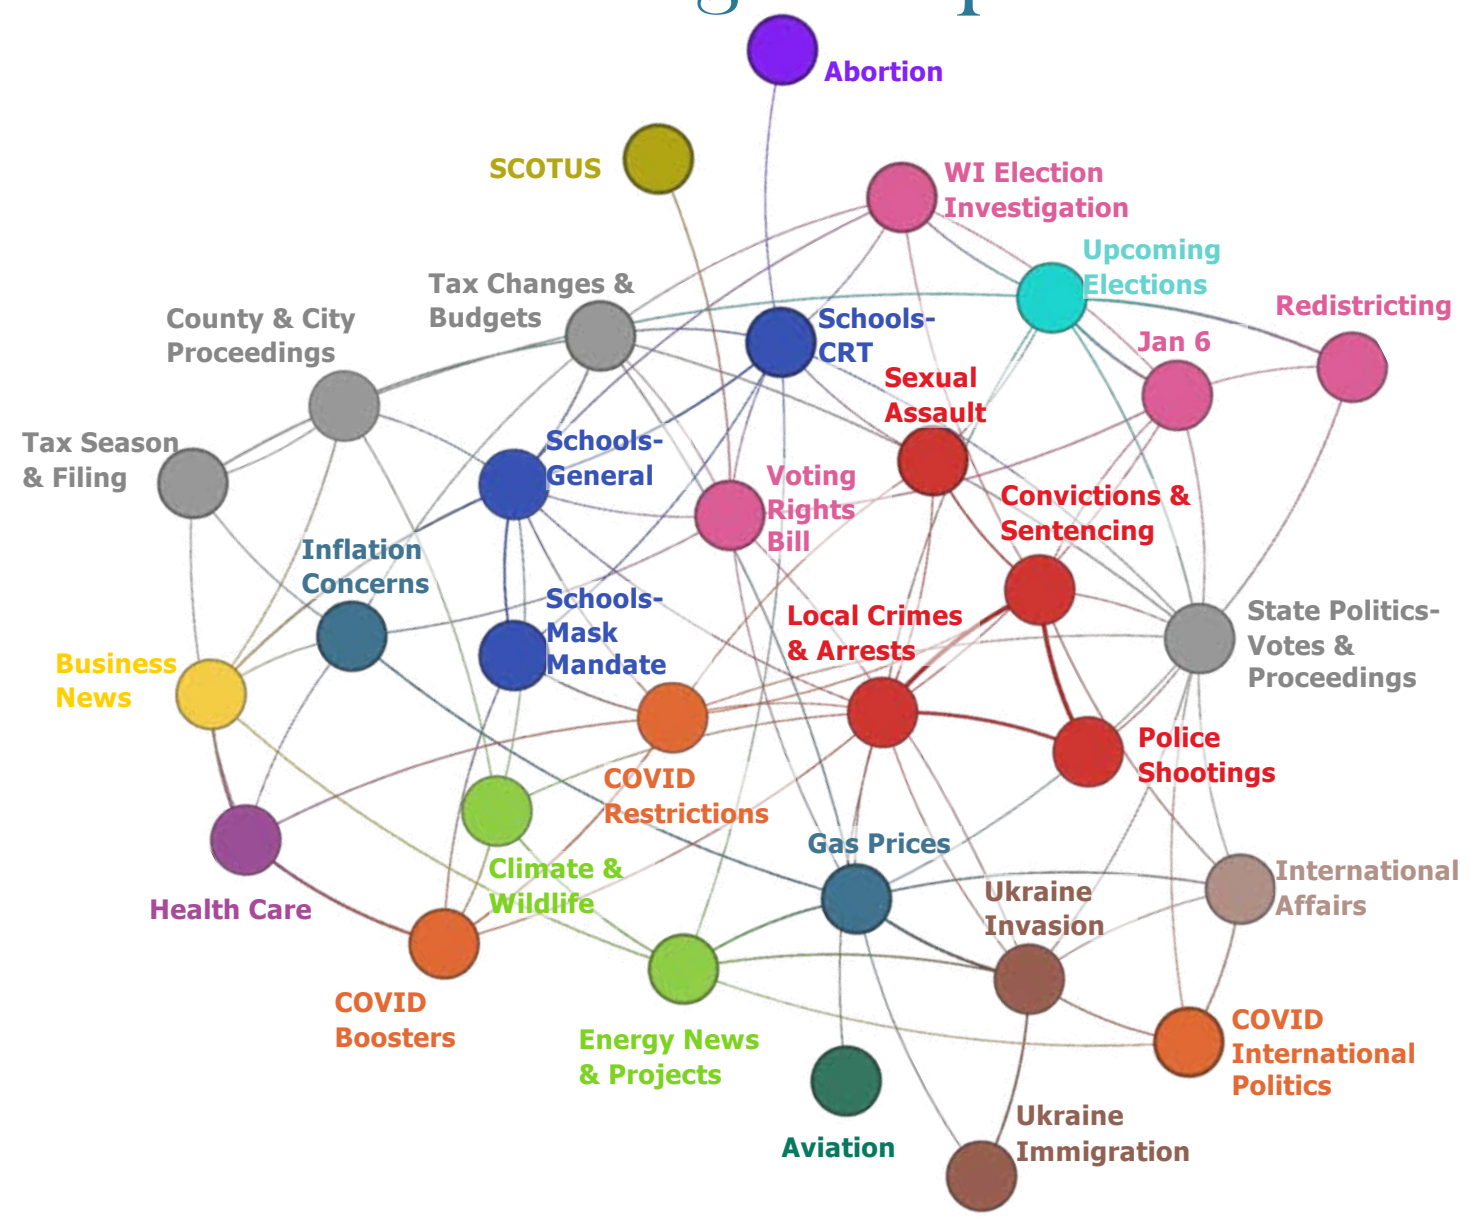 Abortion
SCOTUS
WI Election
Investigation
Upcoming
Elections
Tax Changes &
Budgets
Redistricting
County & City
Proceedings
Schools-
CRT
Jan 6
Sexual
Assault
Tax Season
& Filing
Schools-
General
Voting
Rights
Bill
Convictions &
Sentencing
Inflation
Concerns
Schools-
Mask
Mandate
Local Crimes
& Arrests
State Politics-
Votes &
Proceedings
Business
News
Police
Shootings
COVID
Restrictions
Gas Prices
Climate &
Wildlife
International
Affairs
Ukraine
Invasion
Health Care
COVID
Boosters
COVID
International
Politics
Energy News
& Projects
Ukraine
Immigration
Aviation